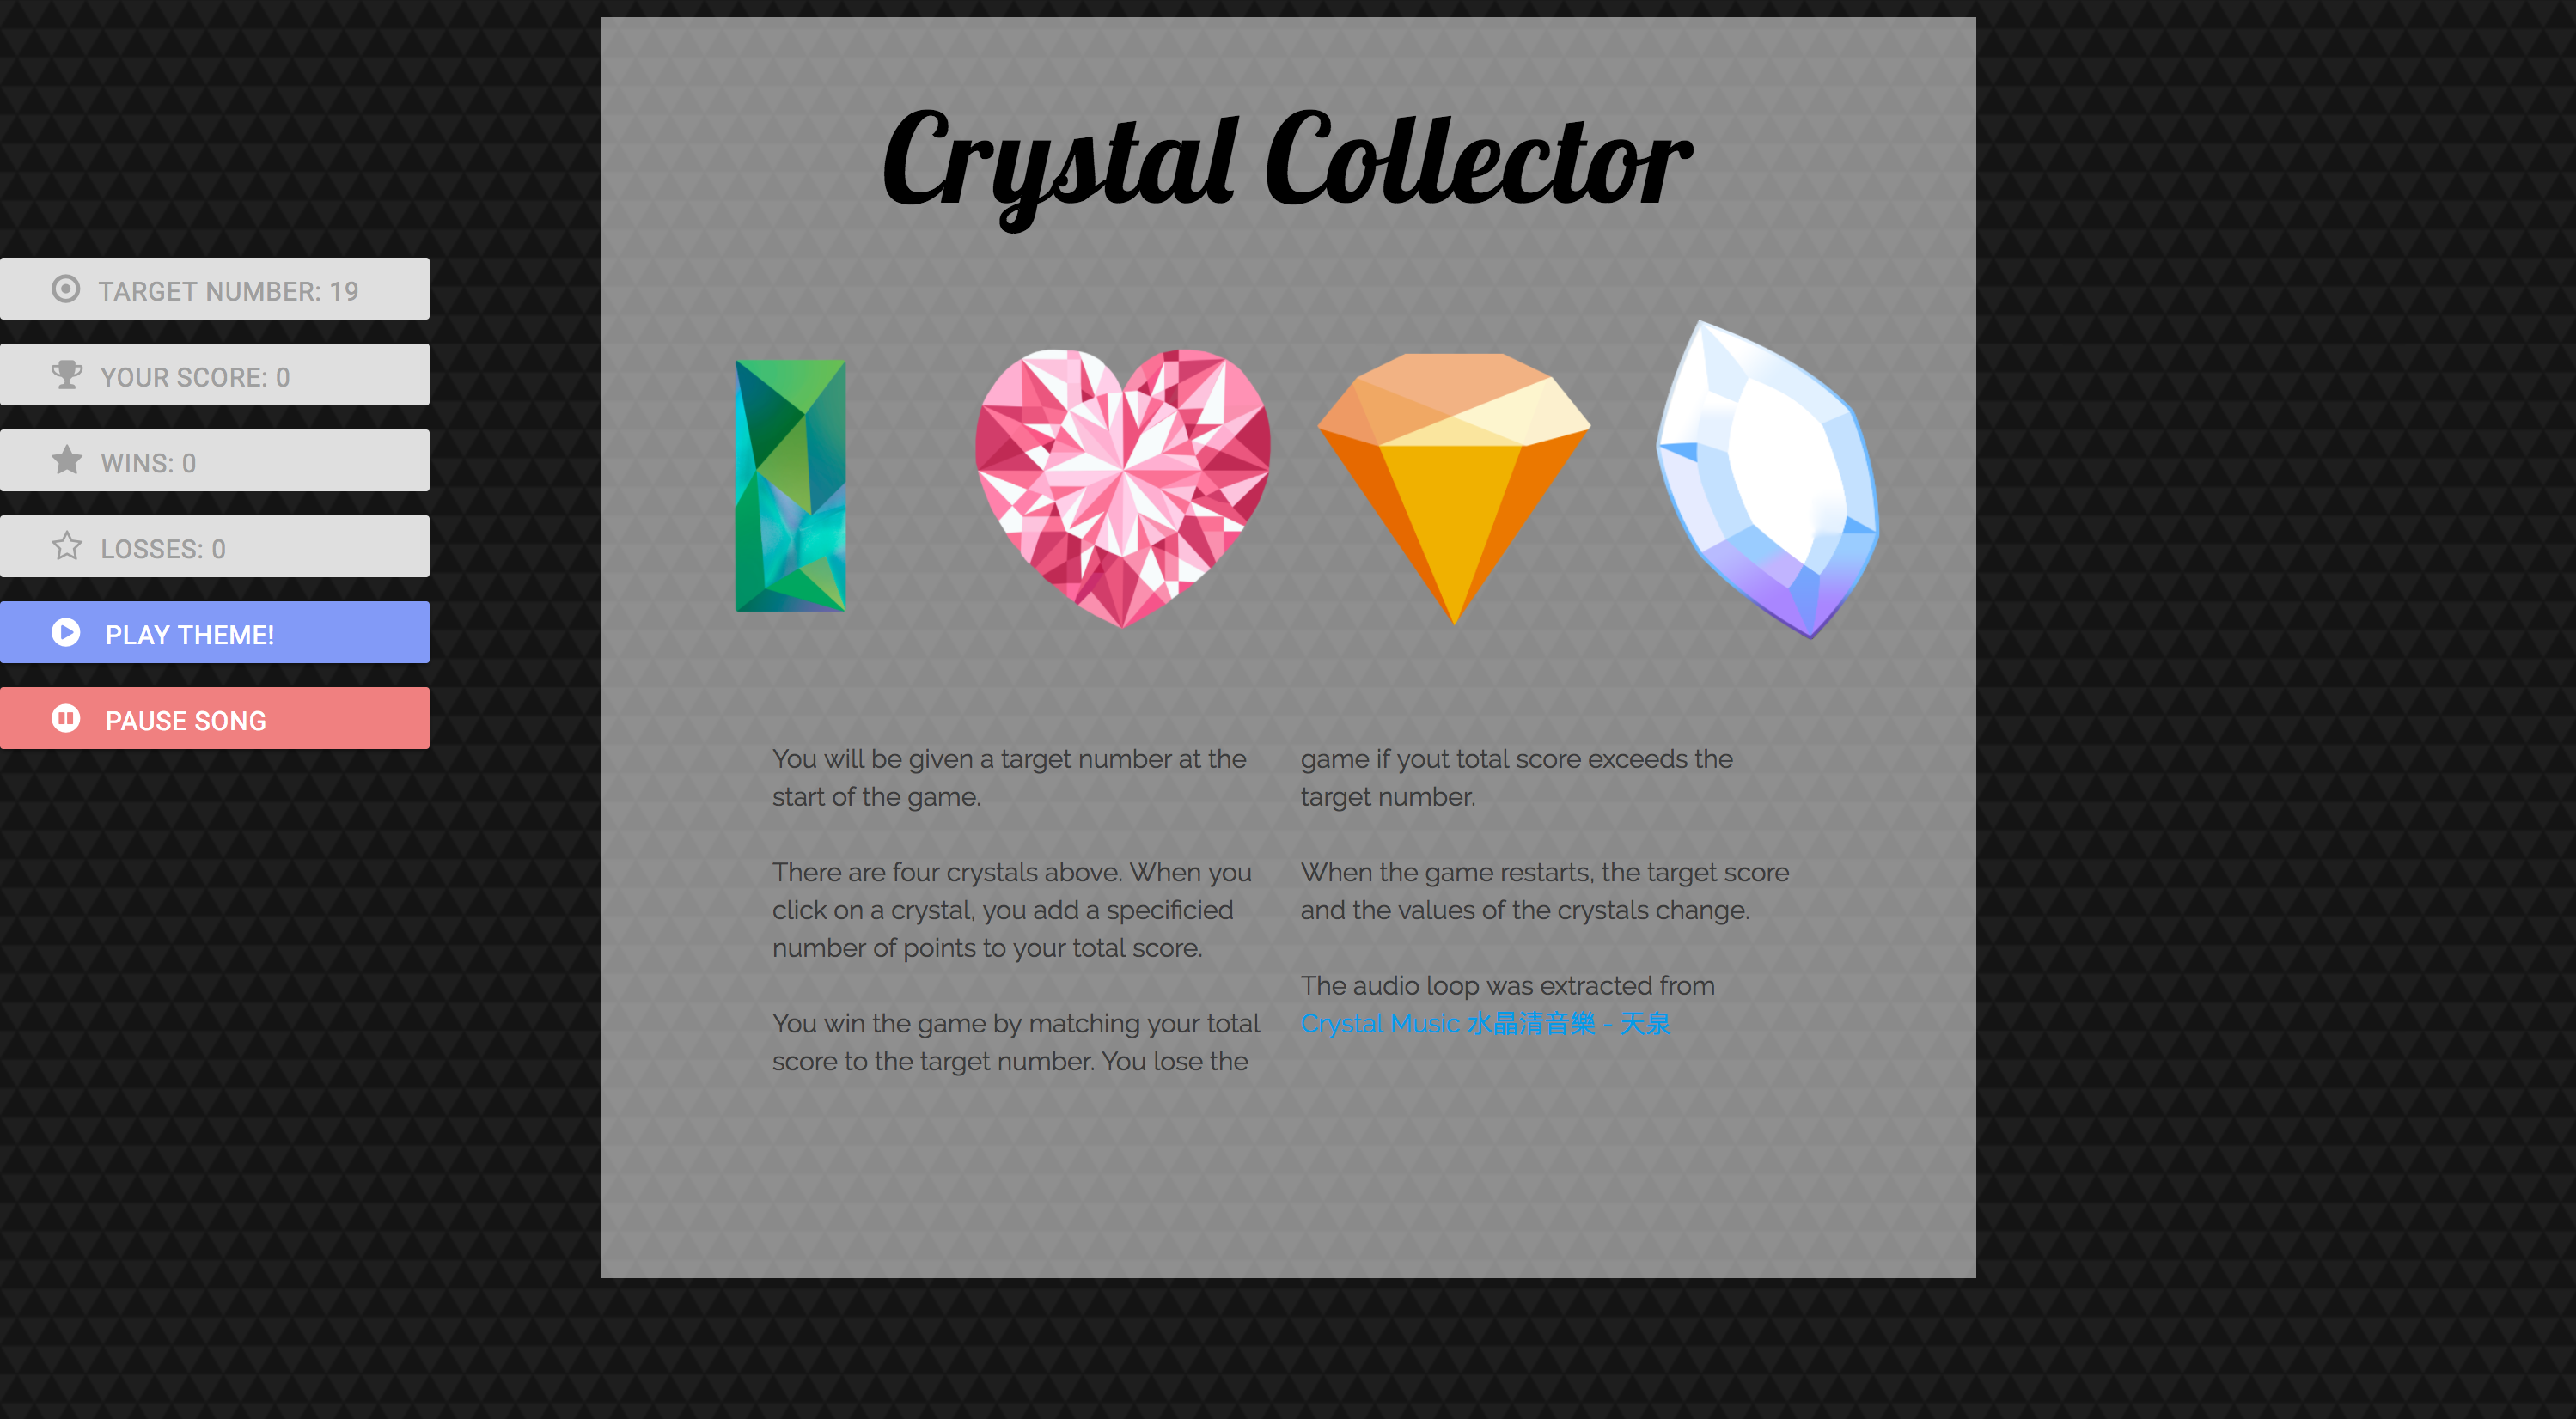 Crystal Collector
TARGET NUMBER: 19
YOUR SCORE: 0
WINS: 0
LOSSES: 0
PLAY THEME!
PAUSE SONG
You will be given a target number at the
start of the game.
There are four crystals above. When you
click on a crystal, you add a specificied
number of points to your total score.
You win the game by matching your total
score to the target number. You lose the
game if yout total score exceeds the
target number.
When the game restarts, the target score
and the values of the crystals change.
The audio loop was extracted from
Crystal Music 水晶清音樂 - 天泉